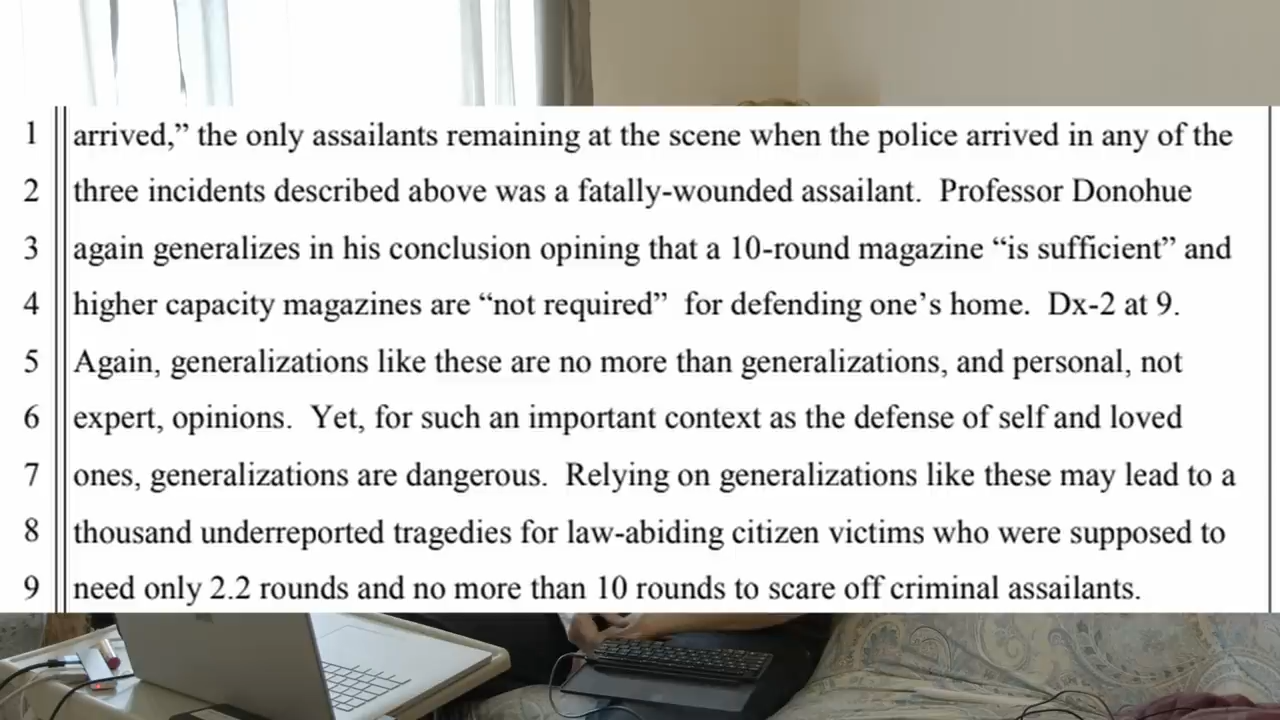 1 arrived,” the only assailants remaining at the scene when the police arrived in any of the
2 three incidents described above was a fatally-wounded assailant. Professor Donohue
3 again generalizes in his conclusion opining that a 10-round magazine “is sufficient” and
4 higher capacity magazines are “not required” for defending one’s home. Dx-2 at 9.
5 Again, generalizations like these are no more than generalizations, and personal, not
6 expert, opinions. Yet, for such an important context as the defense of self and loved
7 ones, generalizations are dangerous. Relying on generalizations like these may lead to a
8 thousand underreported tragedies for law-abiding citizen victims who were supposed to
9 need only 2.2 rounds and no more than 10 rounds to scare off criminal assailants.